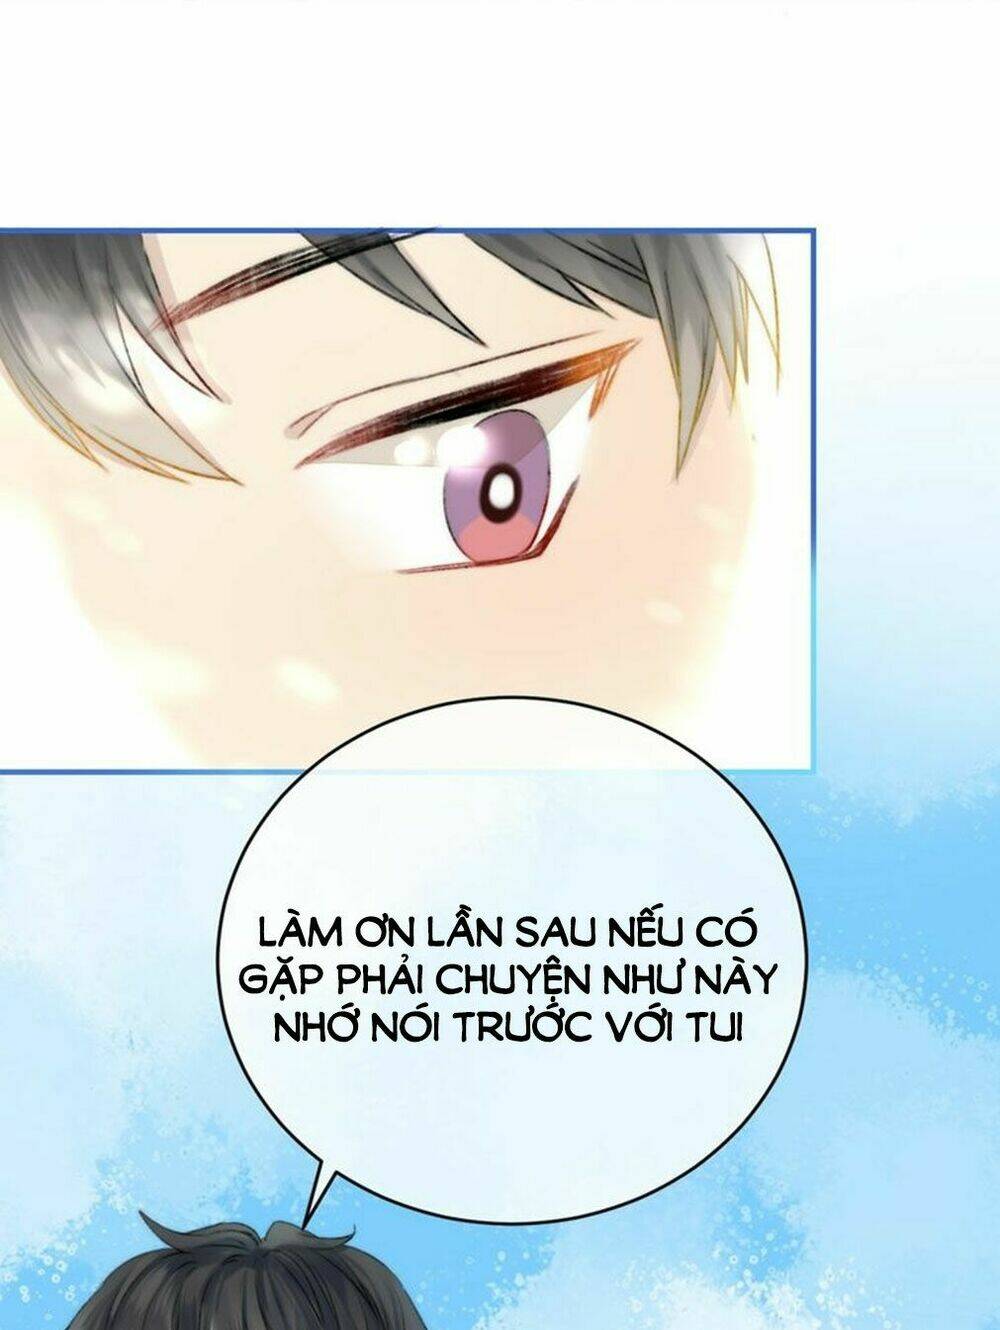 LÀM ƠN LẦN SAU NẾU CÓ
GẶP PHẢI CHUYỆN NHƯ NÀY
NHỚ NÓI TRƯỚC VỚI TUI